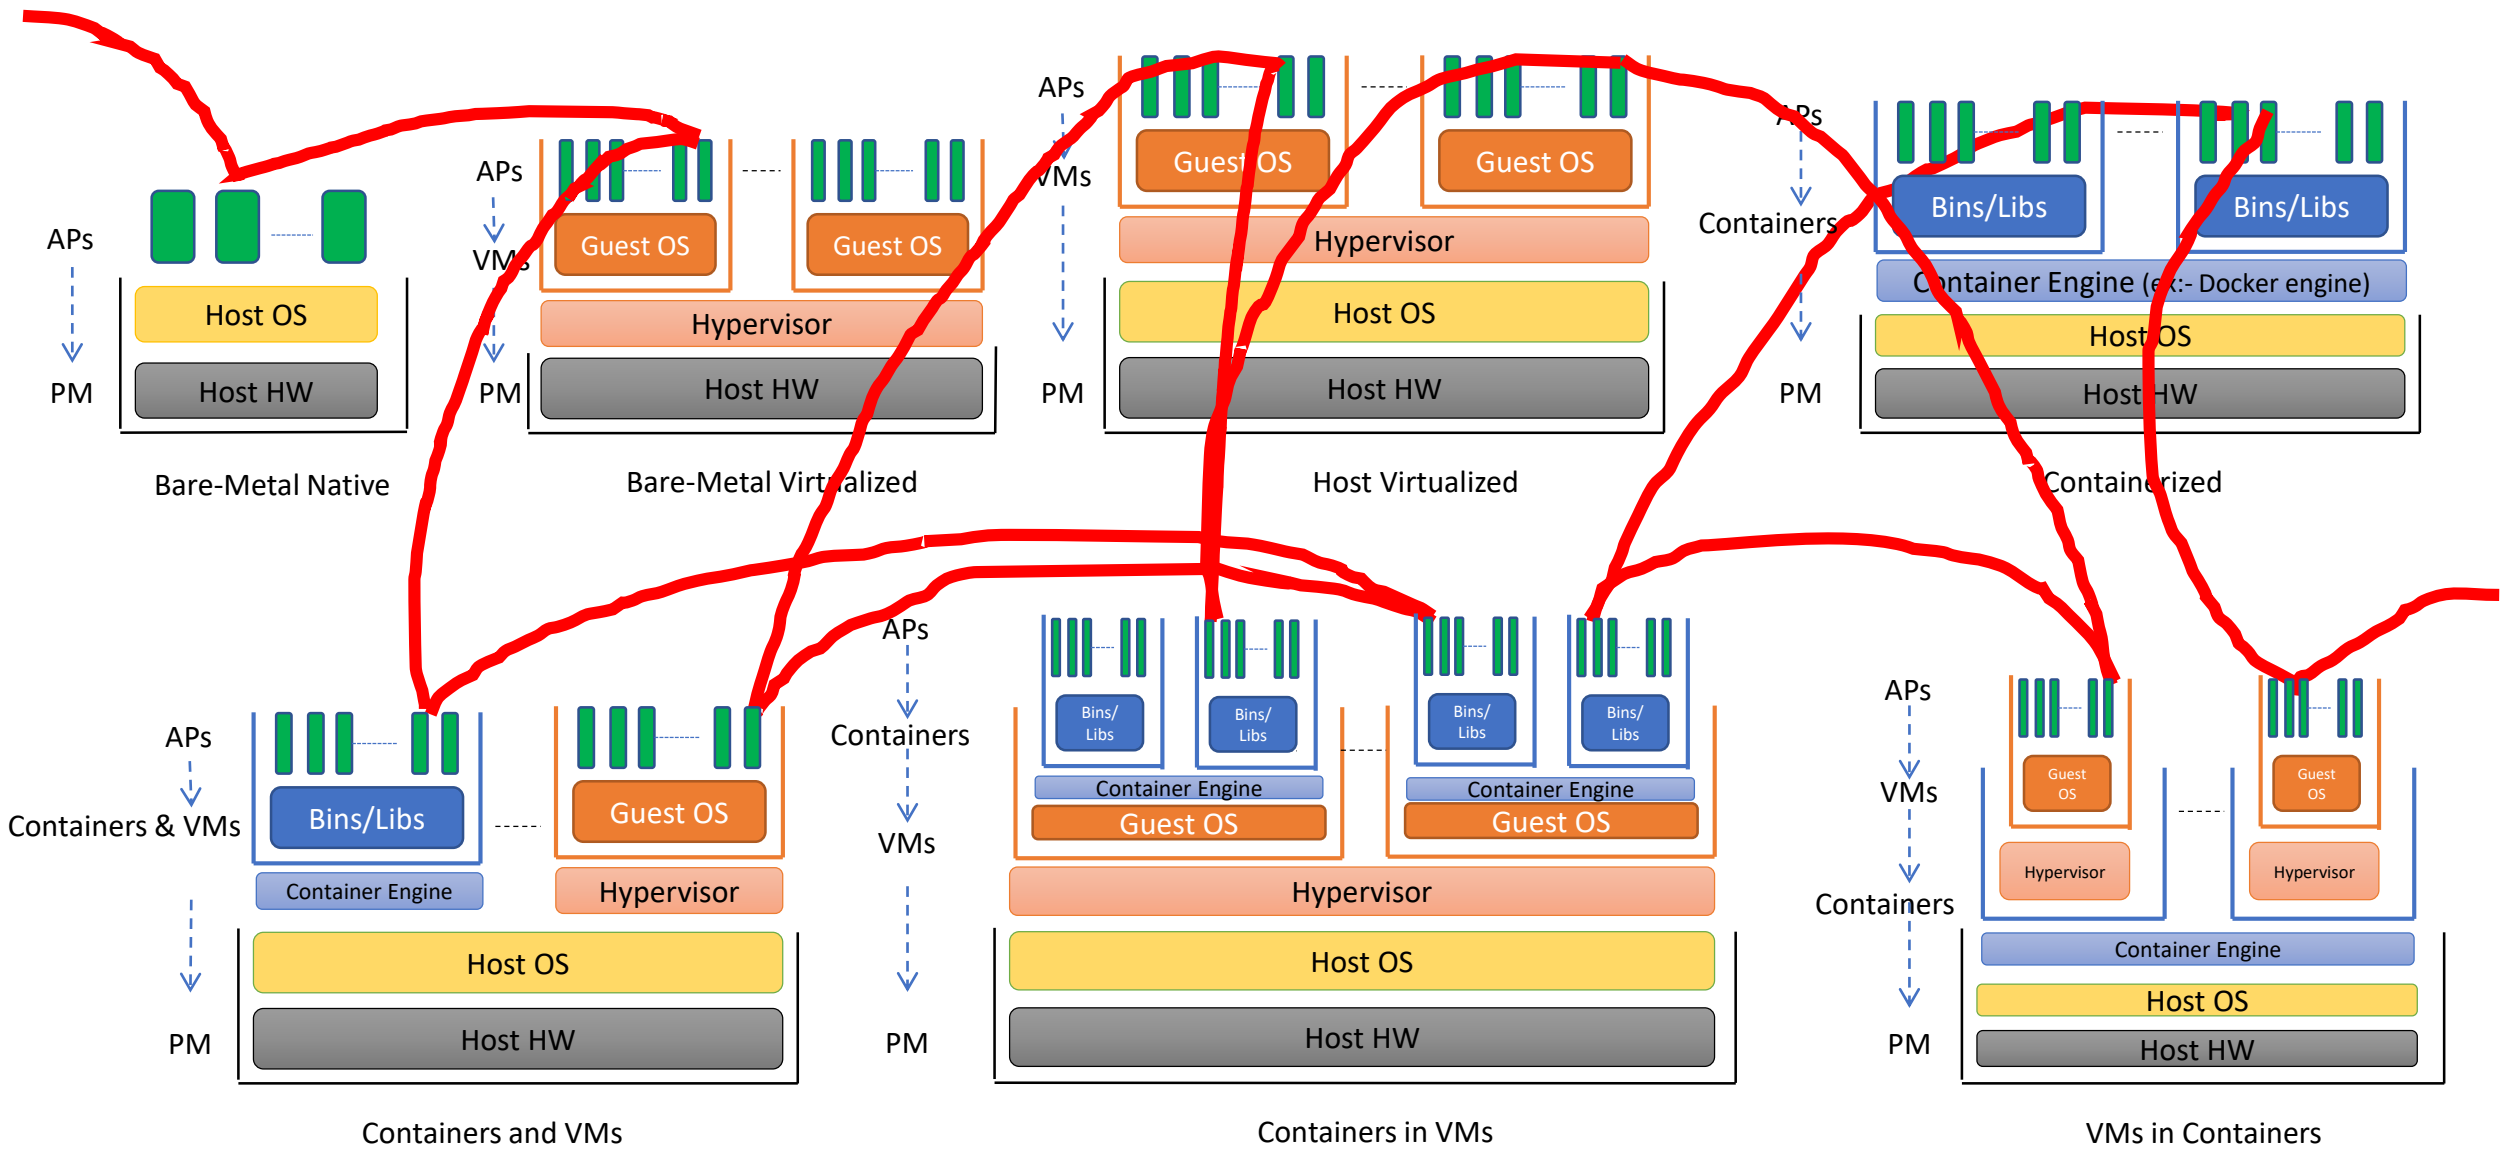 APs
PM
Host OS
Host HW
Bare-Metal Native
APs
VMs
PM
Guest OS
Guest OS
Hypervisor
Host HW
Bare-Metal Virtualized
APs
VMs
PM
Guest OS
Guest OS
Hypervisor
Host OS
Host HW
Host Virtualized
APs
Containers
PM
Bins/Libs
Bins/Libs
Container Engine (ex:- Docker engine)
Host OS
Host HW
Containerized
APs
Containers & VMs
PM
Bins/Libs
Guest OS
Container Engine
Hypervisor
Host OS
Host HW
Containers and VMs
APs
Containers
VMs
PM
Bins/
Libs
Bins/
Libs
Bins/
Libs
Bins/
Libs
Container Engine
Container Engine
Guest OS
Guest OS
Hypervisor
Host OS
Host HW
Containers in VMs
APs
VMs
Containers
PM
Guest
OS
Guest
OS
Hypervisor
Hypervisor
Container Engine
Host OS
Host HW
VMs in Containers